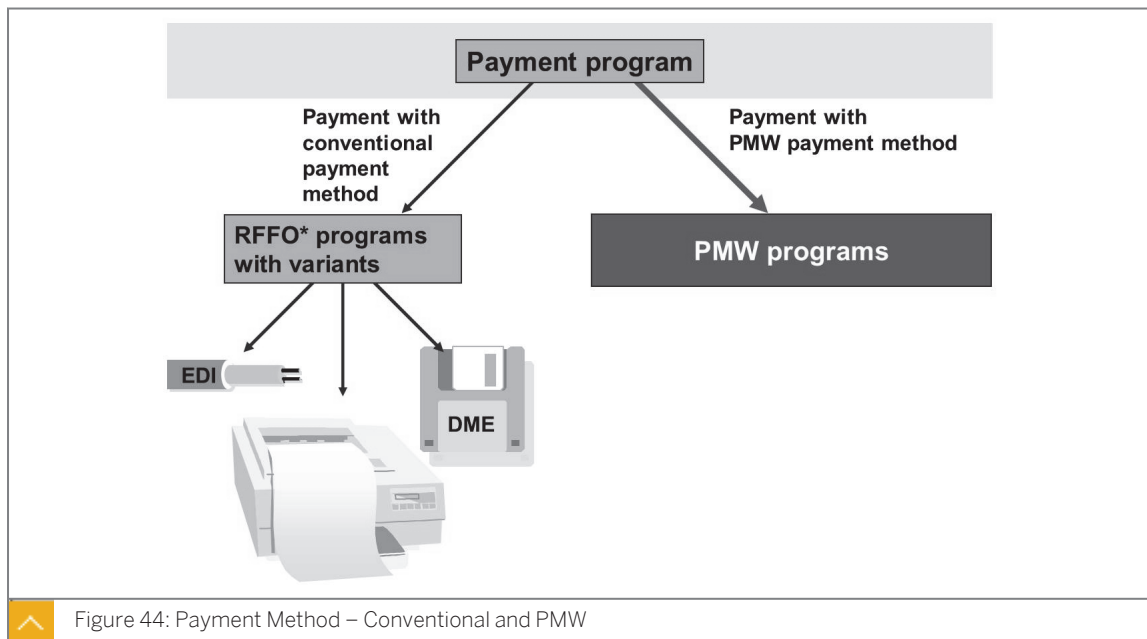 Payment program
Payment with
conventional
payment
method
Payment with
PMW payment method
RFFO* programs
with variants
PMW programs
EDI
DME
Figure 44: Payment Method – Conventional and PMW